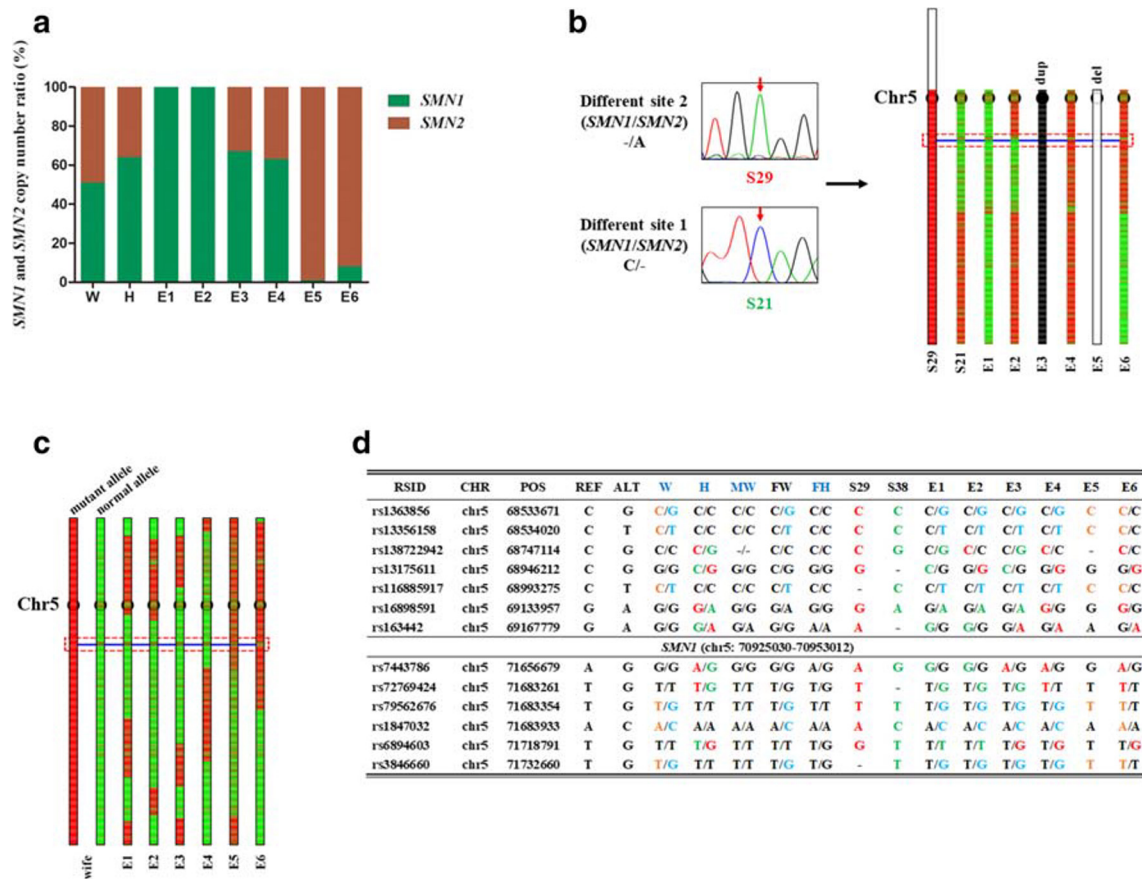 a
SMN1 and SMN2 copy number ratio (%)
100
80
60
40
20
0
W H E1 E2 E3 E4 E5 E6
SMN1
SMN2
b
Different site 2
(SMN1/SMN2)
-/A
S29
Different site 1
(SMN1/SMN2)
C/-
S21
Chr5
dup
del
S29 S21 E1 E2 E3 E4 E5 E6
c
mutant allele
normal allele
Chr5
wife E1 E2 E3 E4 E5 E6
d
RSID CHR POS REF ALT W H MW FW FH S29 S38 E1 E2 E3 E4 E5 E6
rs1363856 chr5 68533671 C G C/G C/C C/C C/G C/C C C C/G C/G C/G C/G C C/C
rs13356158 chr5 68534020 C T C/T C/C C/C C/T C/C C C C/T C/T C/T C/T C C/C
rs138722942 chr5 68747114 C G C/C C/G -/- C/C C/C C G C/G C/C C/G C/C - C/C
rs13175611 chr5 68946212 C G G/G C/G G/G C/G G/G G - C/G G/G C/G G/G G G/G
rs116885917 chr5 68993275 C T C/T C/C C/C C/T C/C - C C/T C/T C/T C/T C C/C
rs16898591 chr5 69133957 G A G/G G/A G/G G/A G/G G A G/A G/A G/A G/G G G/G
rs163442 chr5 69167779 G A G/G G/A G/A G/G A/A A - G/G G/G G/A G/A A G/A
SMN1 (chr5: 70925030-70953012)
rs7443786 chr5 71656679 A G G/G A/G G/G G/G A/G A G G/G G/G A/G A/G G A/G
rs72769424 chr5 71683261 T G T/T T/G T/T T/G T/G T - T/G T/G T/G T/T T T/T
rs79562676 chr5 71683354 T G T/G T/T T/T T/G T/T T T T/G T/G T/G T/G T T/T
rs1847032 chr5 71683933 A C A/C A/A A/A A/C A/A A C A/C A/C A/C A/C A A/A
rs6894603 chr5 71718791 T G T/T T/G T/T T/T T/G G T T/T T/T T/G T/G T T/G
rs3846660 chr5 71732660 T G T/G T/T T/T T/G T/G - T T/G T/G T/G T/G T T/T